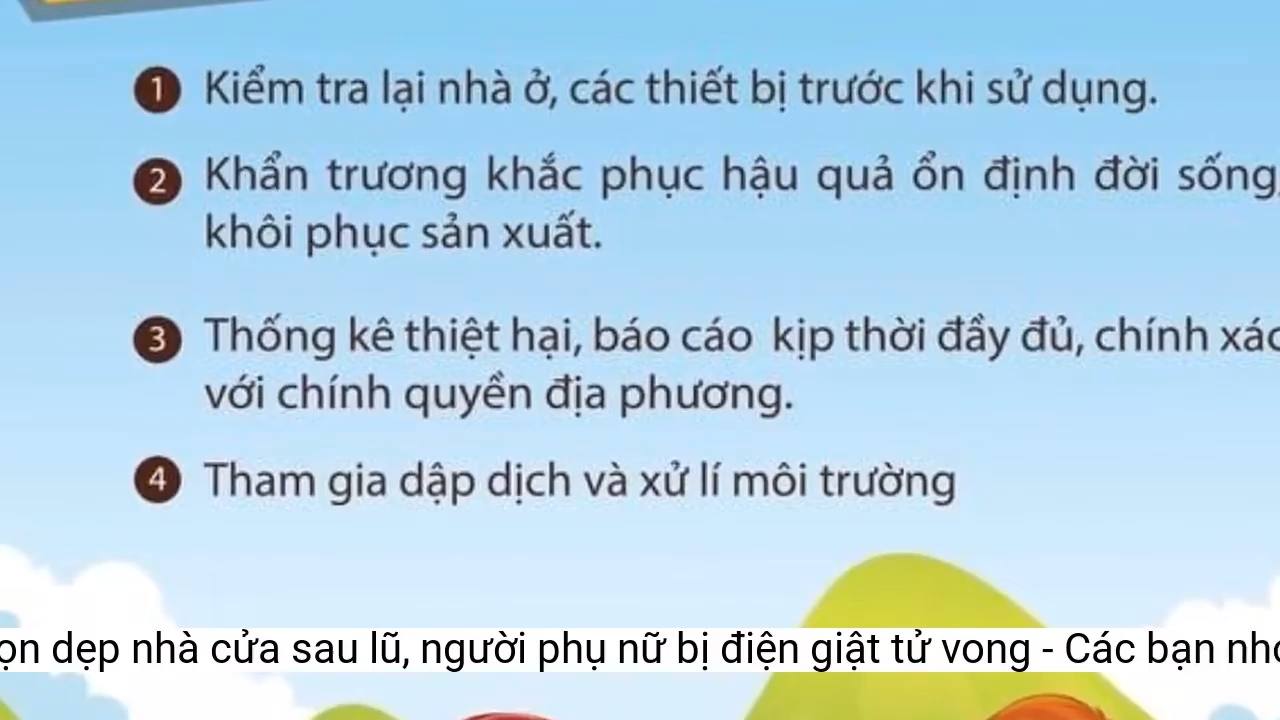 1 Kiểm tra lại nhà ở, các thiết bị trước khi sử dụng.
2 Khẩn trương khắc phục hậu quả ổn định đời sống,
khôi phục sản xuất.
3 Thống kê thiệt hại, báo cáo kịp thời đầy đủ, chính xác
với chính quyền địa phương.
4 Tham gia dập dịch và xử lí môi trường
dẹp nhà cửa sau lũ, người phụ nữ bị điện giật tử vong - Các bạn